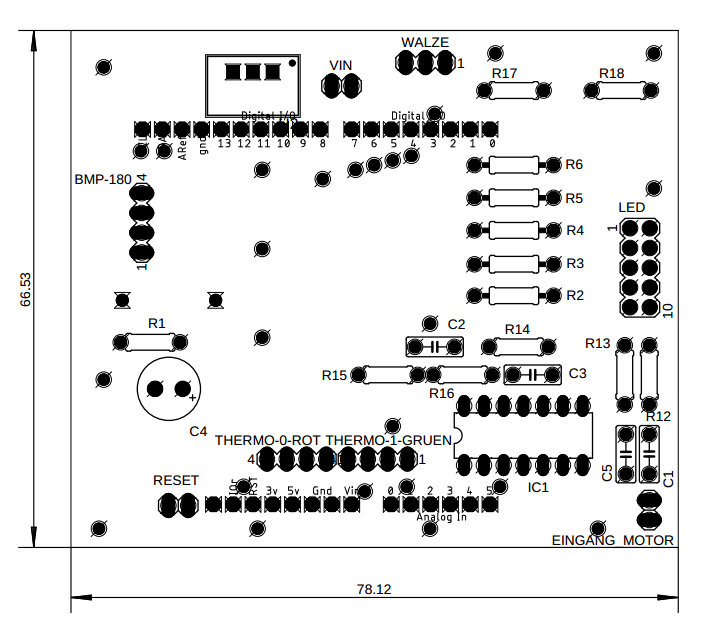 WALZE
VIN
1
R17
R18
Digital I/O
Digital I/O
13
12
11
10
9
8
7
6
5
4
3
2
1
0
ARef
gnd
BMP-180
4
1
R6
R5
R4
R3
R2
LED
1
10
66.53
R1
C2
R14
R13
R15
C3
R16
R12
+
C4
THERMO-0-ROT
THERMO-1-GRUEN
4
1
C5
C1
IC1
RESET
RST
3v
5v
Gnd
Vin
0
1
2
3
4
5
Analog In
EINGANG_MOTOR
78.12